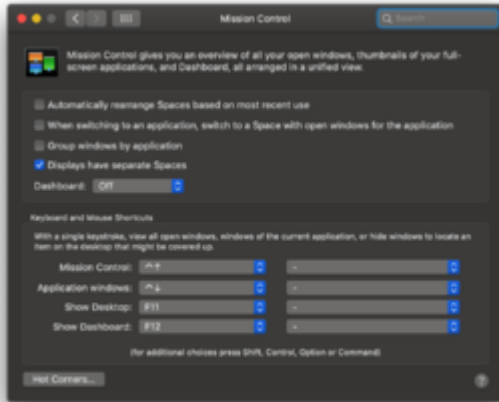 Mission Control
Search
Mission Control gives you an overview of all your open windows, thumbnails of your full-
screen applications, and Dashboard, all arranged in a unified view.
Automatically rearrange Spaces based on most recent use
When switching to an application, switch to a Space with open windows for the application
Group windows by application
Displays have separate Spaces
Dashboard: Off
Keyboard and Mouse Shortcuts
With a single keystroke, view all open windows, windows of the current application, or hide windows to locate an
item on the desktop that might be covered up.
Mission Control: ^↑ -
Application windows: ^↓ -
Show Desktop: F11 -
Show Dashboard: F12 -
(for additional choices press Shift, Control, Option or Command)
Hot Corners... ?